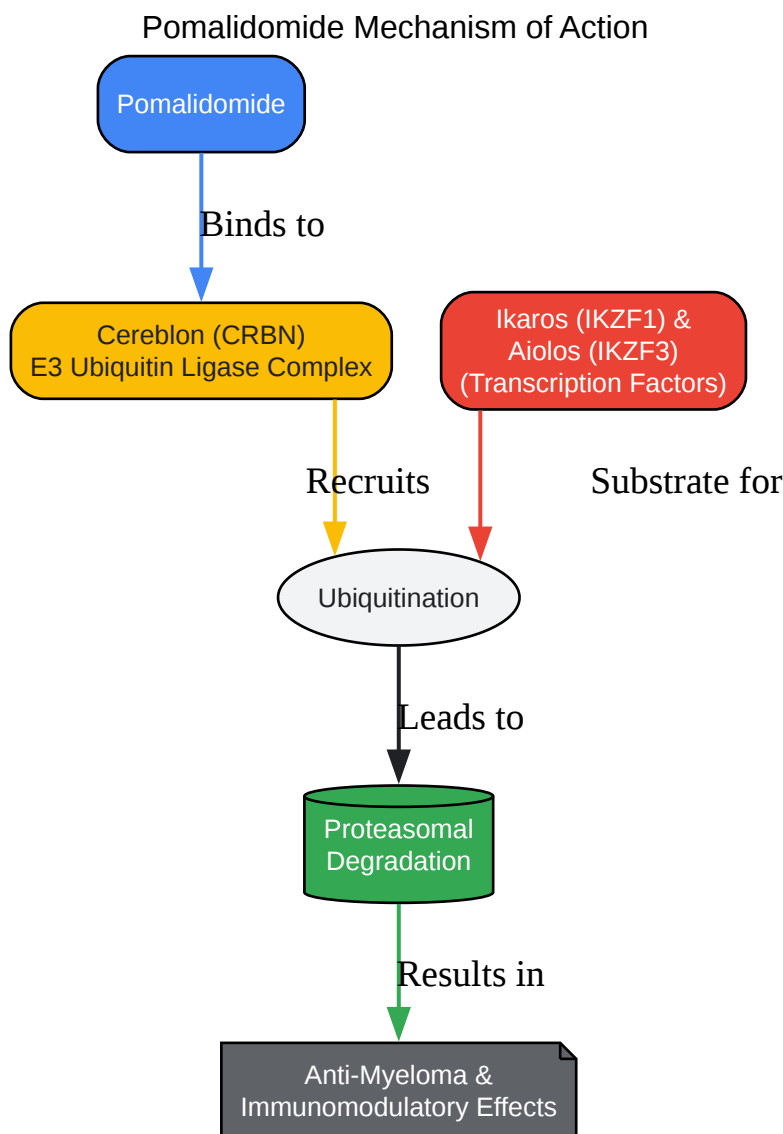 Pomalidomide Mechanism of Action
Pomalidomide
Binds to
Cereblon (CRBN)
E3 Ubiquitin Ligase Complex
Ikaros (IKZF1) &
Aiolos (IKZF3)
(Transcription Factors)
Recruits
Substrate for
Ubiquitination
Leads to
Proteasomal
Degradation
Results in
Anti-Myeloma &
Immunomodulatory Effects